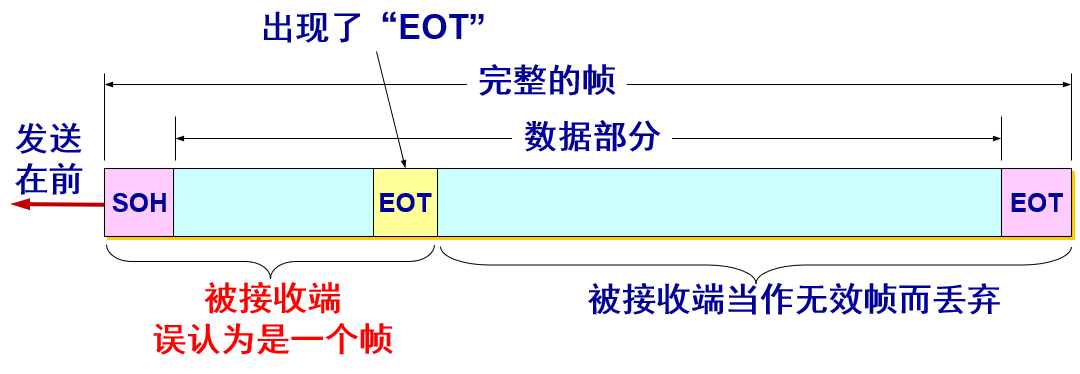 出现了“EOT”
完整的帧
数据部分
发送
在前
SOH
EOT
EOT
被接收端
误认为是一个帧
被接收端当作无效帧而丢弃